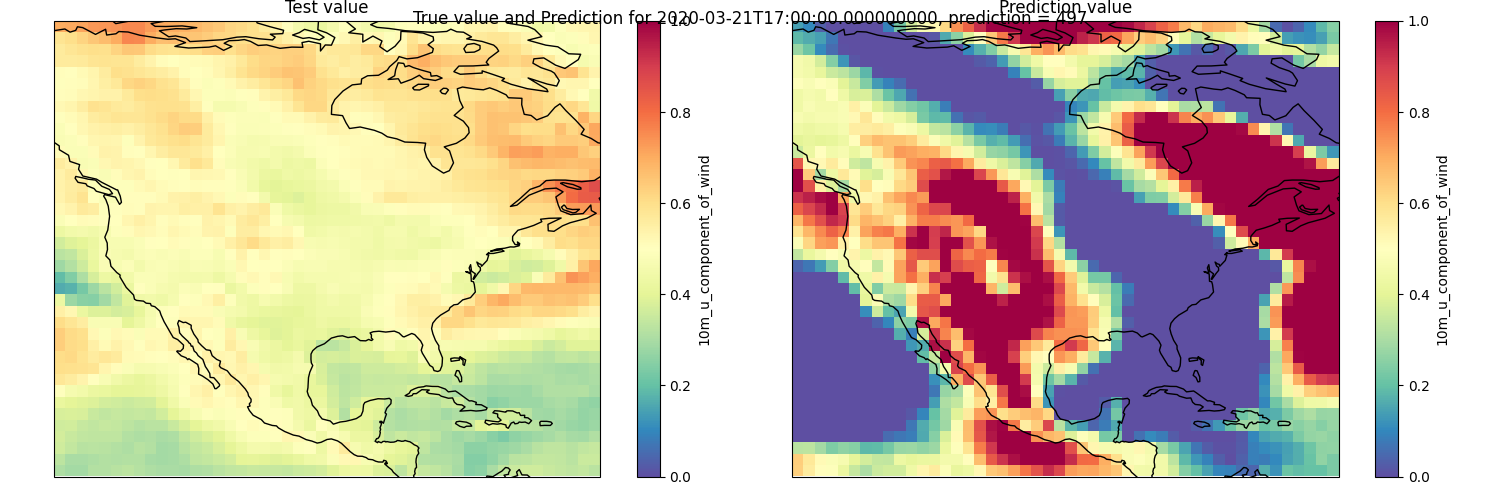 Test value
Prediction value
True value and Prediction for 2020-03-21T17:00:00.000000000, prediction = 497
1.0
0.8
0.6
0.4
0.2
0.0
10m_u_component_of_wind
1.0
0.8
0.6
0.4
0.2
0.0
10m_u_component_of_wind